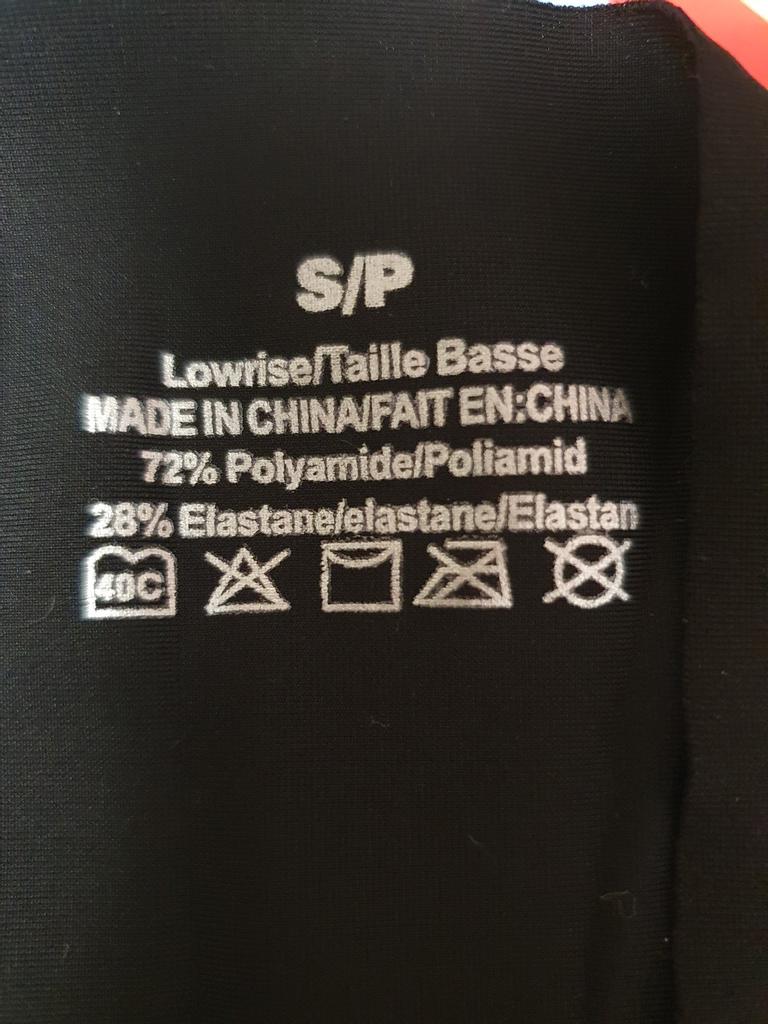 S/P
Lowrise/Taille Basse
MADE IN CHINA/FAIT EN:CHINA
72% Polyamide/Poliamid
28% Elastane/elastane/Elastan
40C